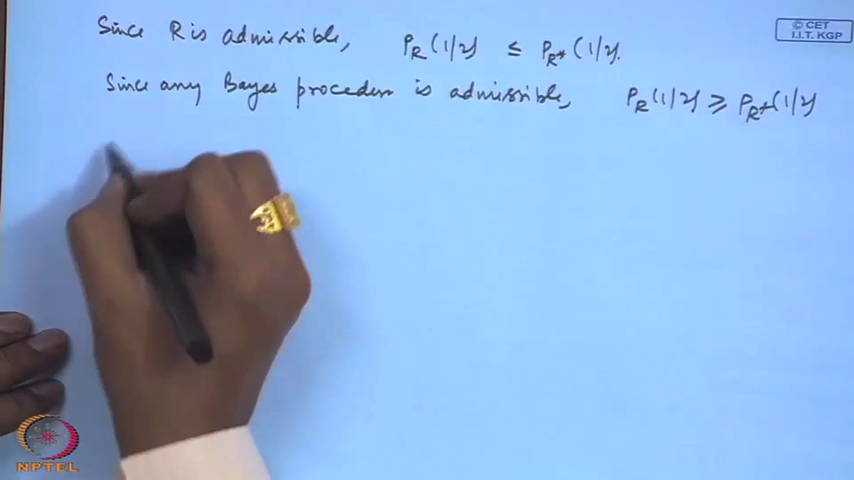 Since R is admissible, P_R(1/2) ≤ P_R*(1/2).
© CET
I.I.T. KGP
Since any Bayes procedure is admissible, P_R(1/2) ≥ P_R*(1/2)
NPTEL